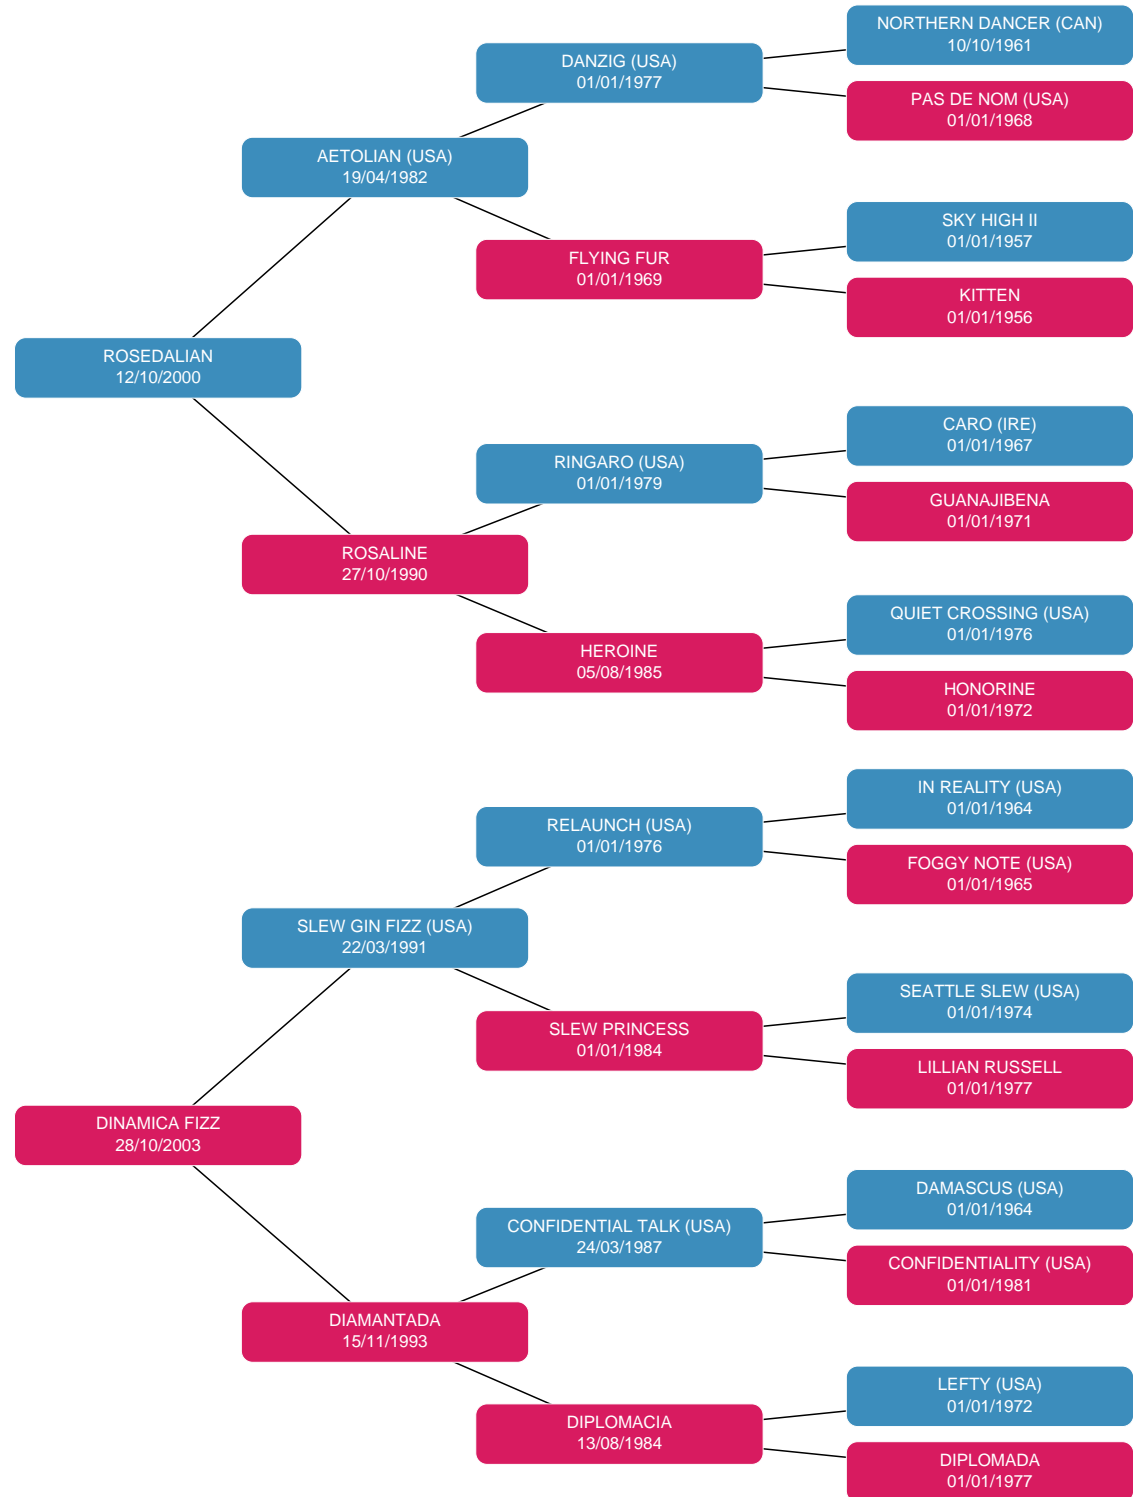 NORTHERN DANCER (CAN)
10/10/1961
DANZIG (USA)
01/01/1977
PAS DE NOM (USA)
01/01/1968
AETOLIAN (USA)
19/04/1982
SKY HIGH II
01/01/1957
FLYING FUR
01/01/1969
KITTEN
01/01/1956
ROSEDALIAN
12/10/2000
CARO (IRE)
01/01/1967
RINGARO (USA)
01/01/1979
GUANAJIBENA
01/01/1971
ROSALINE
27/10/1990
QUIET CROSSING (USA)
01/01/1976
HEROINE
05/08/1985
HONORINE
01/01/1972
IN REALITY (USA)
01/01/1964
RELAUNCH (USA)
01/01/1976
FOGGY NOTE (USA)
01/01/1965
SLEW GIN FIZZ (USA)
22/03/1991
SEATTLE SLEW (USA)
01/01/1974
SLEW PRINCESS
01/01/1984
LILLIAN RUSSELL
01/01/1977
DINAMICA FIZZ
28/10/2003
DAMASCUS (USA)
01/01/1964
CONFIDENTIAL TALK (USA)
24/03/1987
CONFIDENTIALITY (USA)
01/01/1981
DIAMANTADA
15/11/1993
LEFTY (USA)
01/01/1972
DIPLOMACIA
13/08/1984
DIPLOMADA
01/01/1977